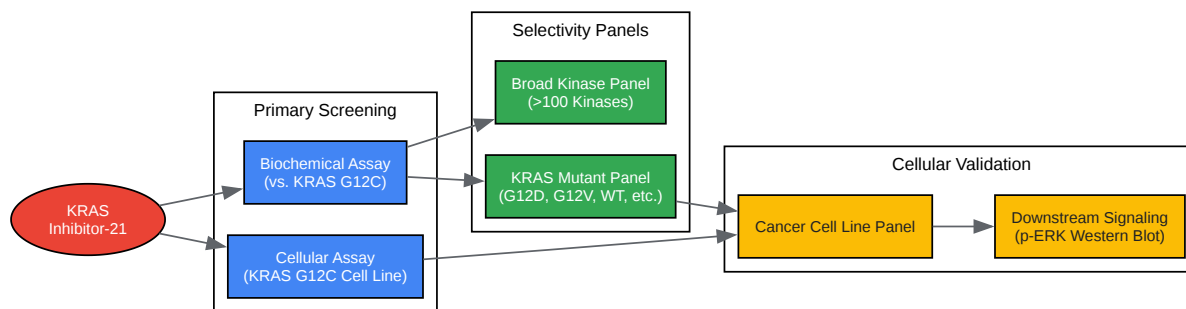 KRAS
Inhibitor-21
Primary Screening
Biochemical Assay
(vs. KRAS G12C)
Cellular Assay
(KRAS G12C Cell Line)
Selectivity Panels
Broad Kinase Panel
(>100 Kinases)
KRAS Mutant Panel
(G12D, G12V, WT, etc.)
Cellular Validation
Cancer Cell Line Panel
Downstream Signaling
(p-ERK Western Blot)